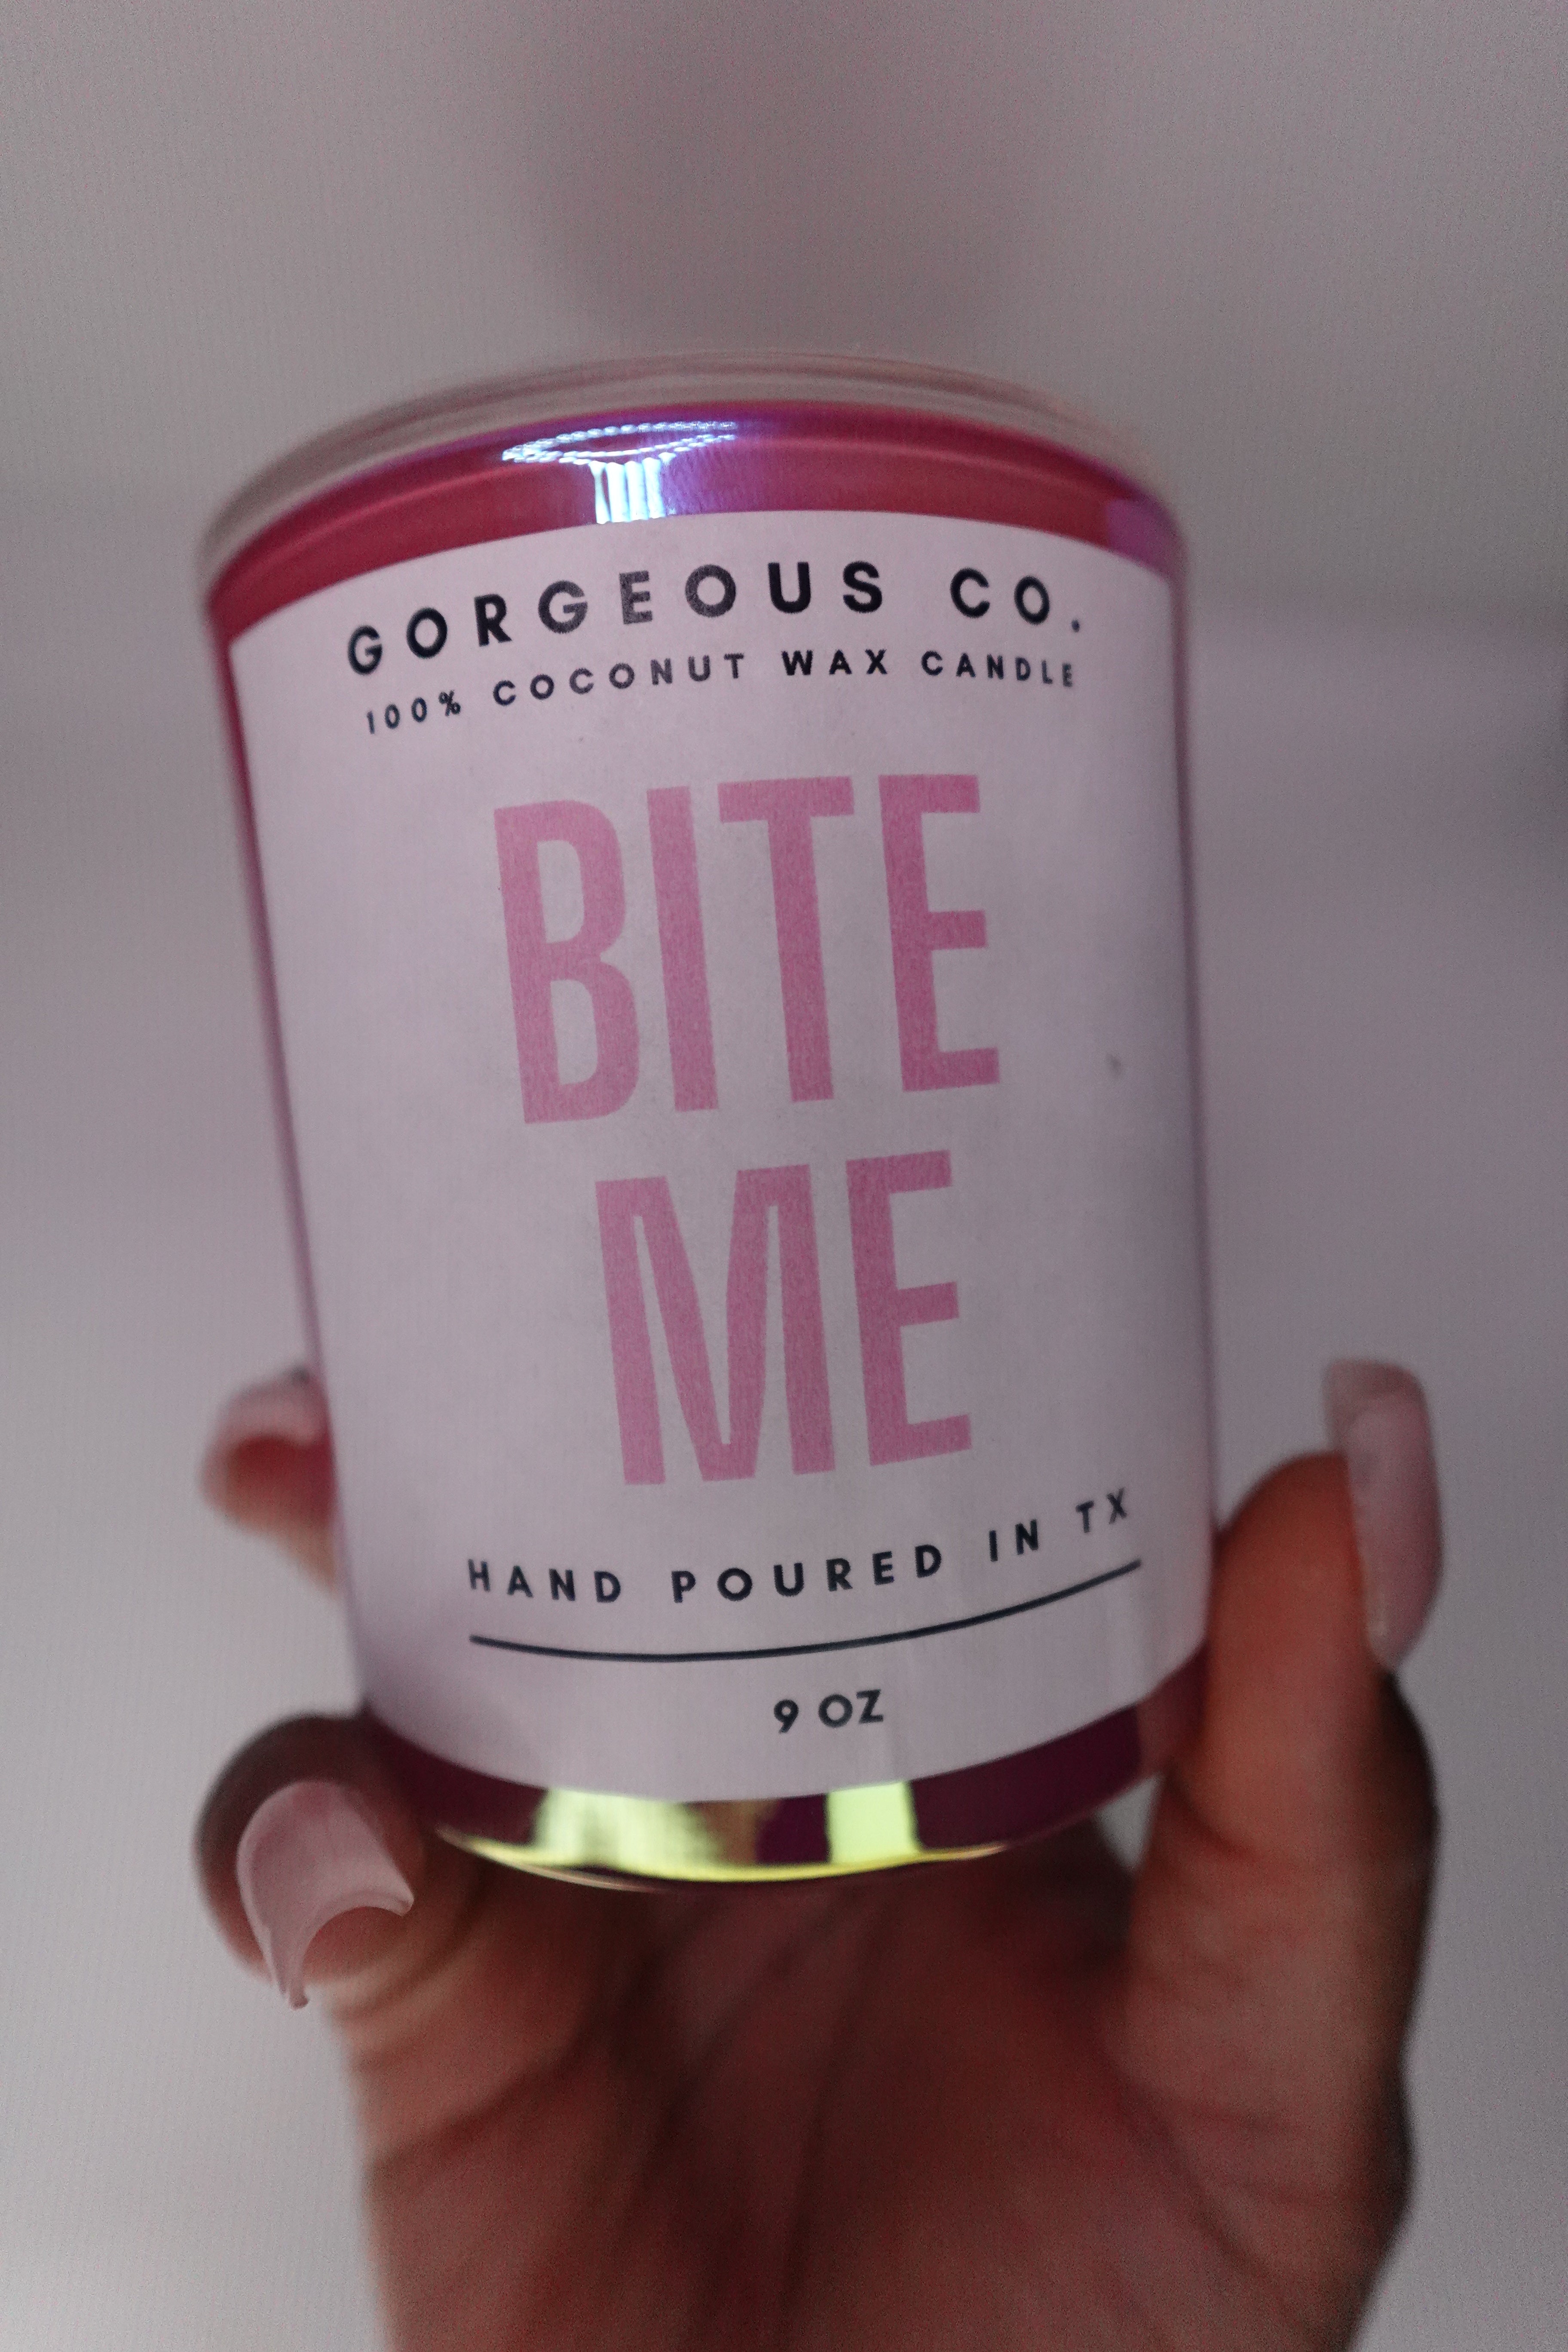 GORGEOUS CO.
100% COCONUT WAX CANDLE
BITE
ME
HAND POURED IN TX
9 OZ